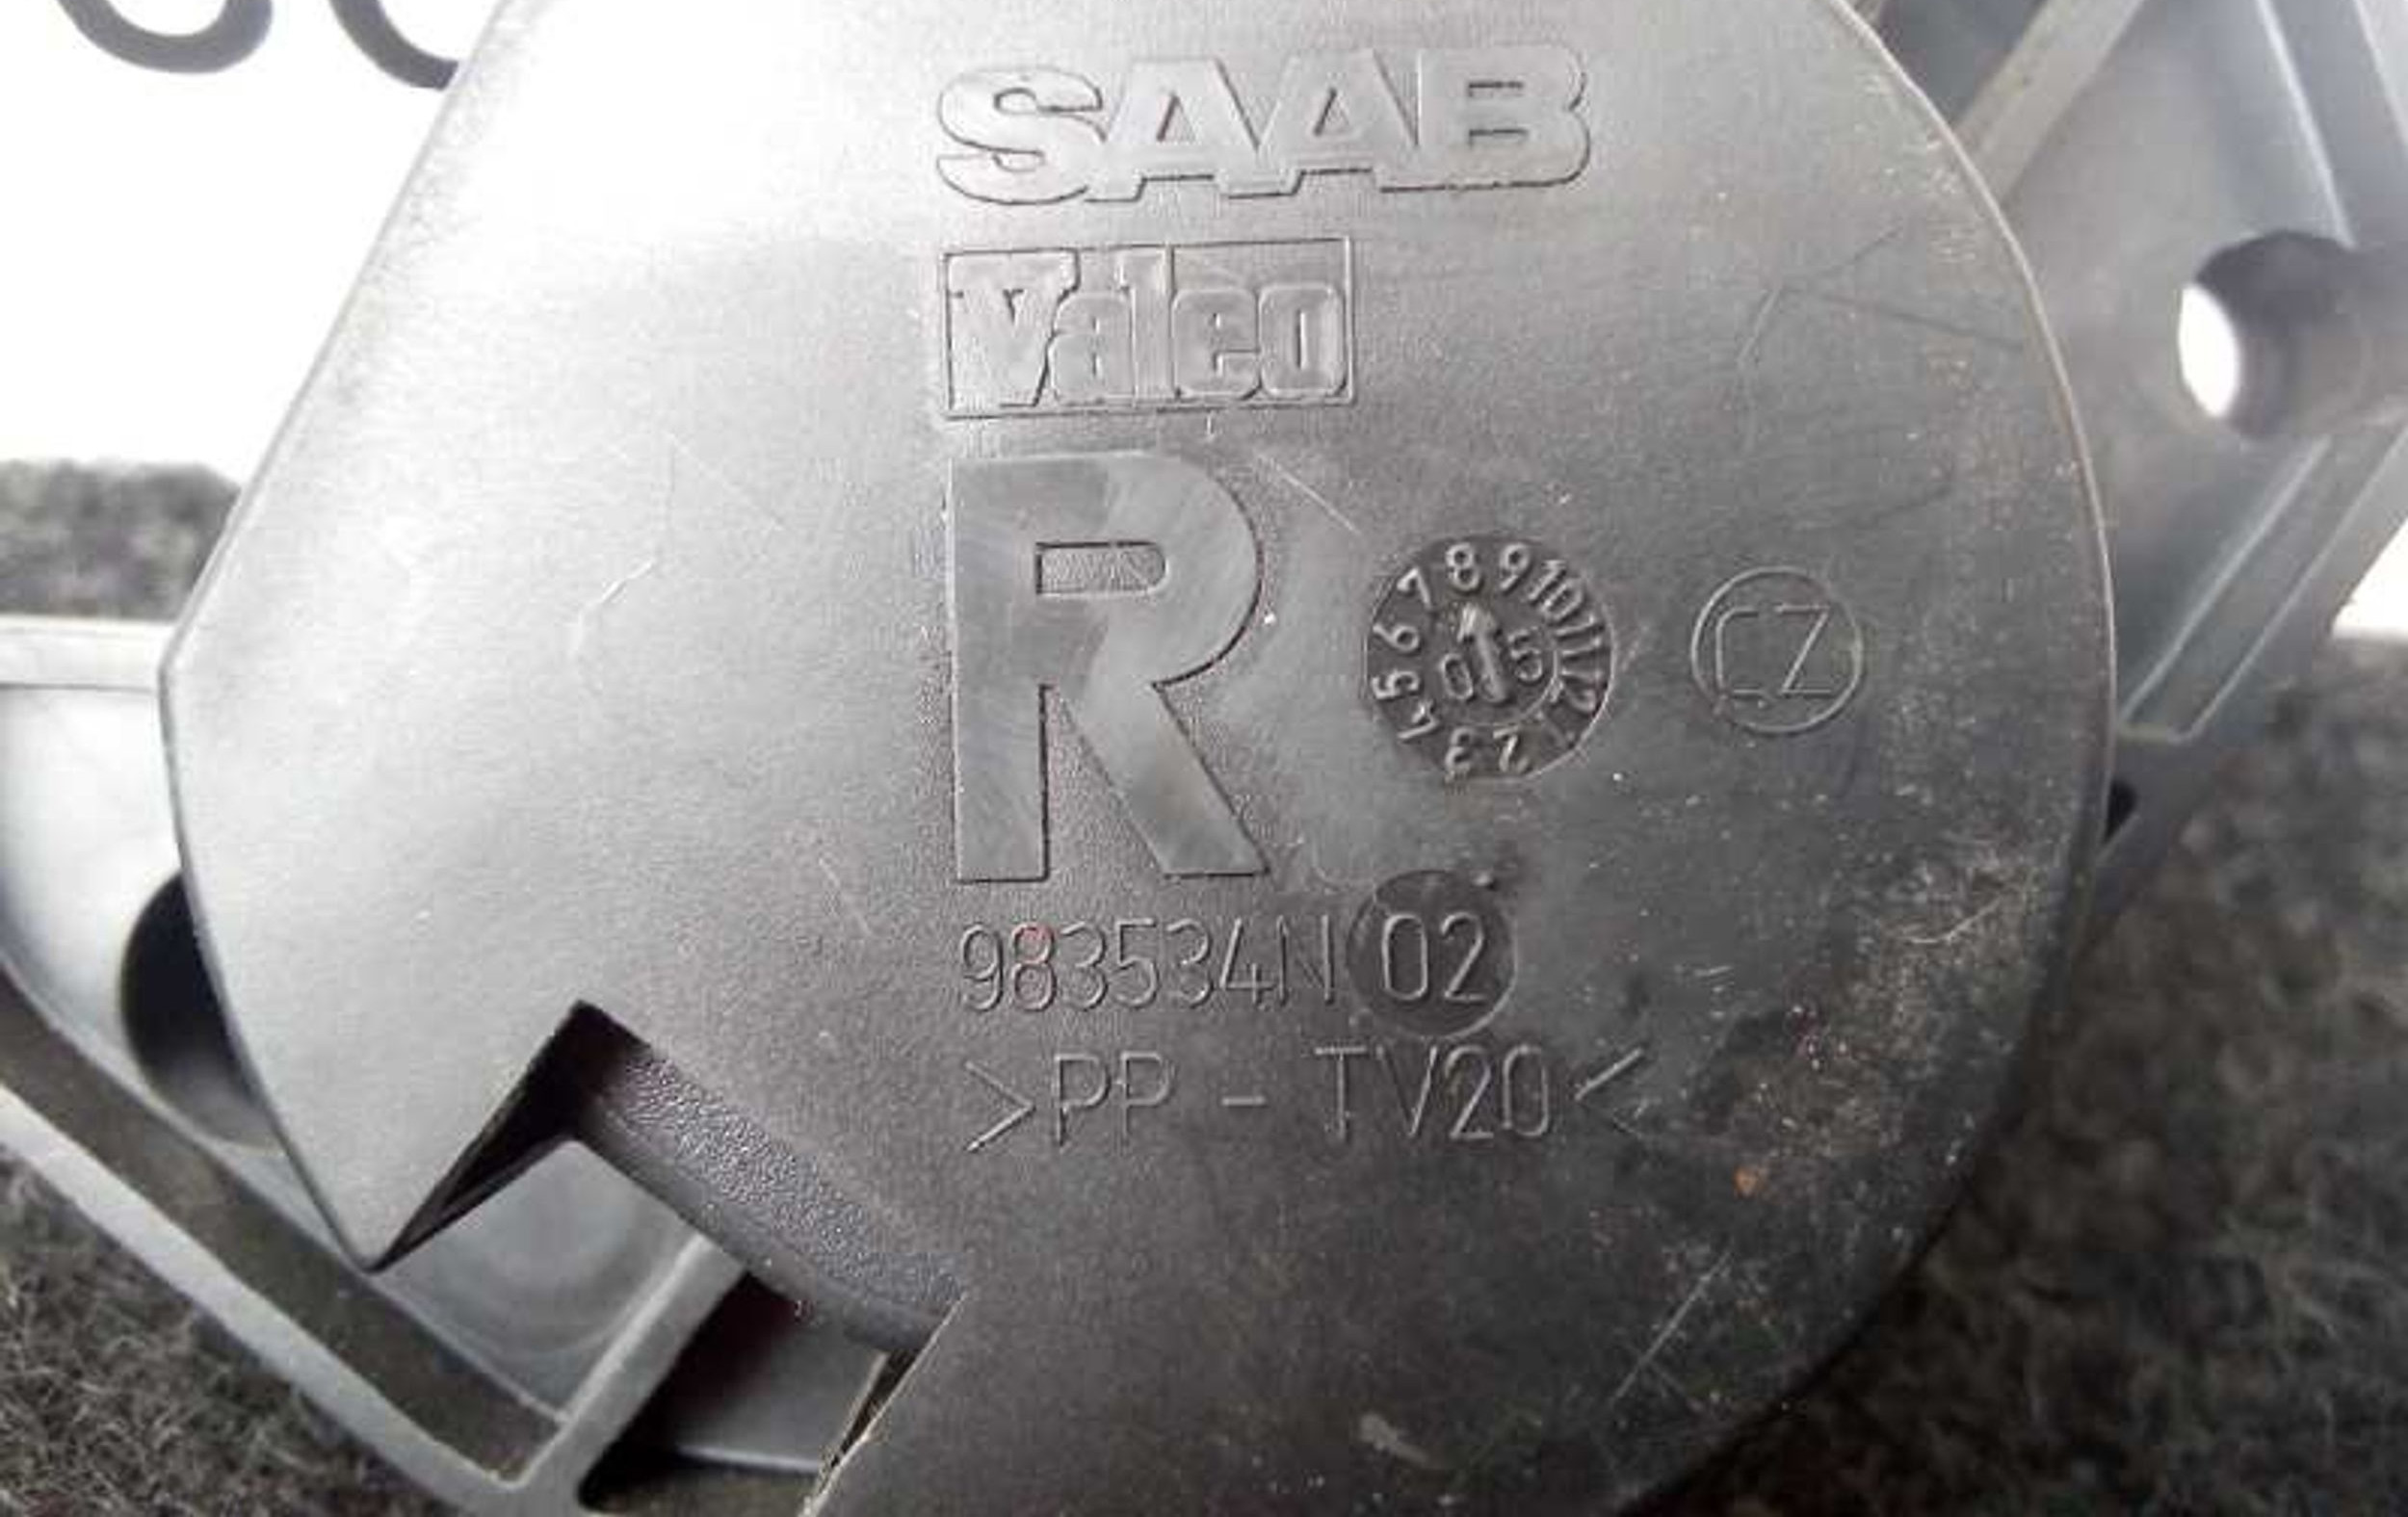 SAAB
Valeo
R
1 2 3 4 5 6 7 8 9 10 11 12
05
CZ
983534N 02
>PP - TV20<